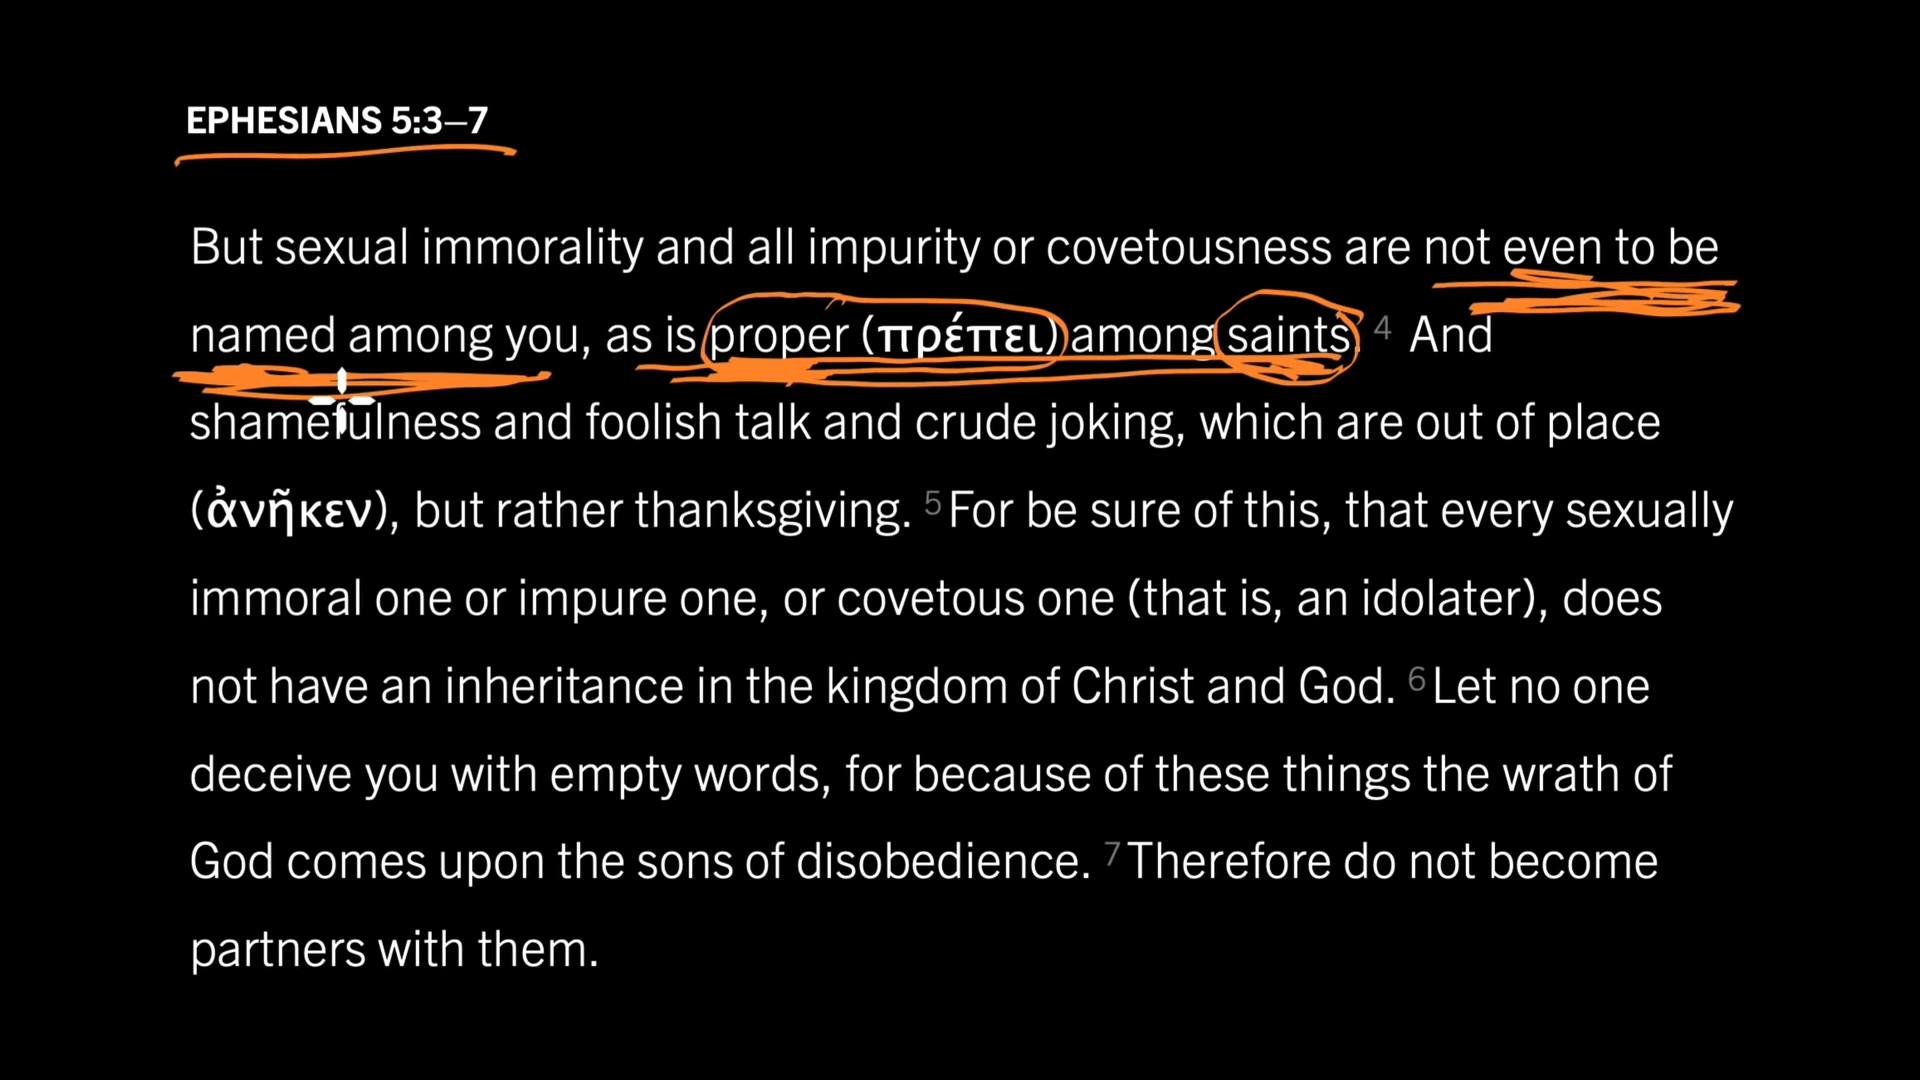 EPHESIANS 5:3–7
But sexual immorality and all impurity or covetousness are not even to be
named among you, as is proper (πρέπει) among saints. 4 And
shamefulness and foolish talk and crude joking, which are out of place
(ἀνῆκεν), but rather thanksgiving. 5 For be sure of this, that every sexually
immoral one or impure one, or covetous one (that is, an idolater), does
not have an inheritance in the kingdom of Christ and God. 6 Let no one
deceive you with empty words, for because of these things the wrath of
God comes upon the sons of disobedience. 7 Therefore do not become
partners with them.